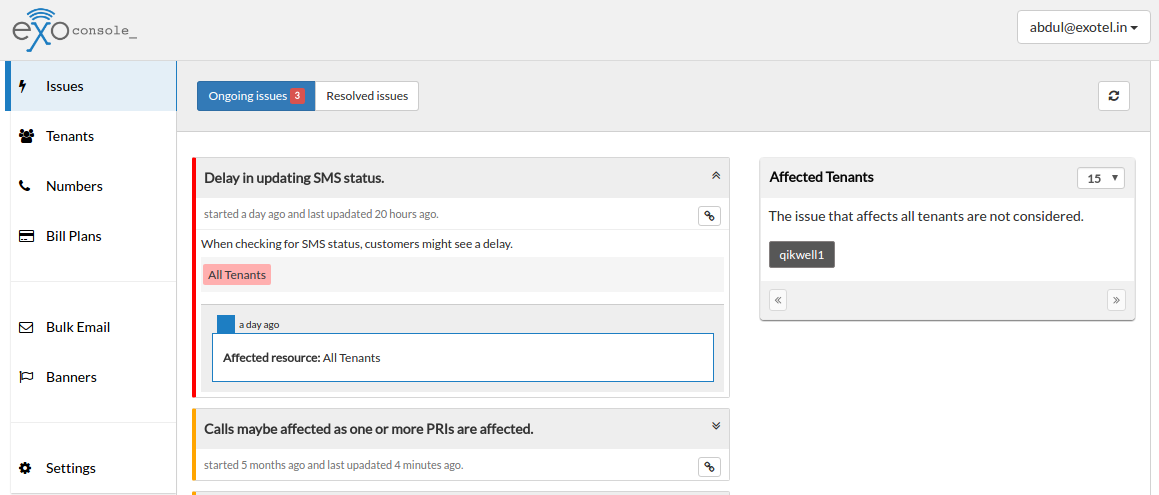 exo console_
abdul@exotel.in
Issues
Tenants
Numbers
Bill Plans
Bulk Email
Banners
Settings
Ongoing issues 3
Resolved issues
Delay in updating SMS status.
started a day ago and last upadated 20 hours ago.
When checking for SMS status, customers might see a delay.
All Tenants
a day ago
Affected resource: All Tenants
Calls maybe affected as one or more PRIs are affected.
started 5 months ago and last upadated 4 minutes ago.
Affected Tenants
15
The issue that affects all tenants are not considered.
qikwell1
«
»